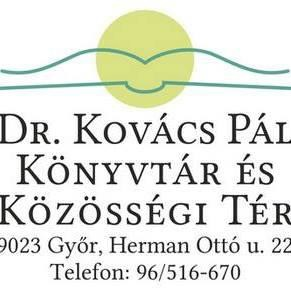 Dr. Kovács Pál
Könyvtár és
Közösségi Tér
9023 Győr, Herman Ottó u. 22
Telefon: 96/516-670